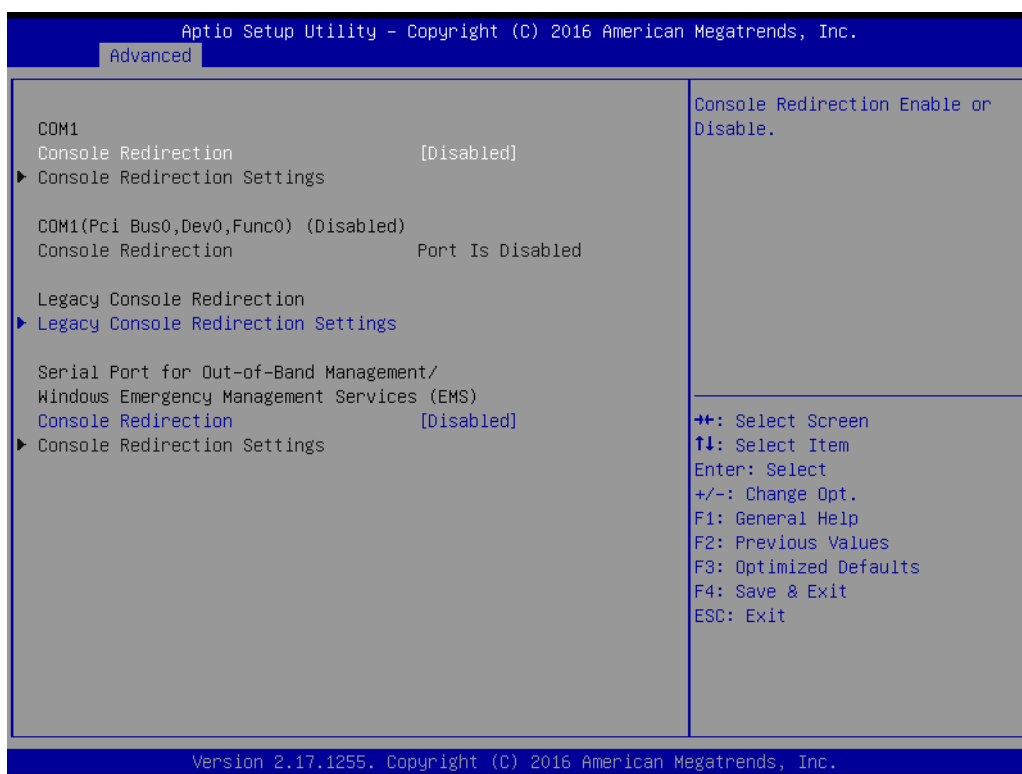 Aptio Setup Utility – Copyright (C) 2016 American Megatrends, Inc.
Advanced
COM1
Console Redirection [Disabled]
▶ Console Redirection Settings
COM1(Pci Bus0,Dev0,Func0) (Disabled)
Console Redirection Port Is Disabled
Legacy Console Redirection
▶ Legacy Console Redirection Settings
Serial Port for Out-of-Band Management/
Windows Emergency Management Services (EMS)
Console Redirection [Disabled]
▶ Console Redirection Settings
Console Redirection Enable or
Disable.
→←: Select Screen
↑↓: Select Item
Enter: Select
+/-: Change Opt.
F1: General Help
F2: Previous Values
F3: Optimized Defaults
F4: Save & Exit
ESC: Exit
Version 2.17.1255. Copyright (C) 2016 American Megatrends, Inc.